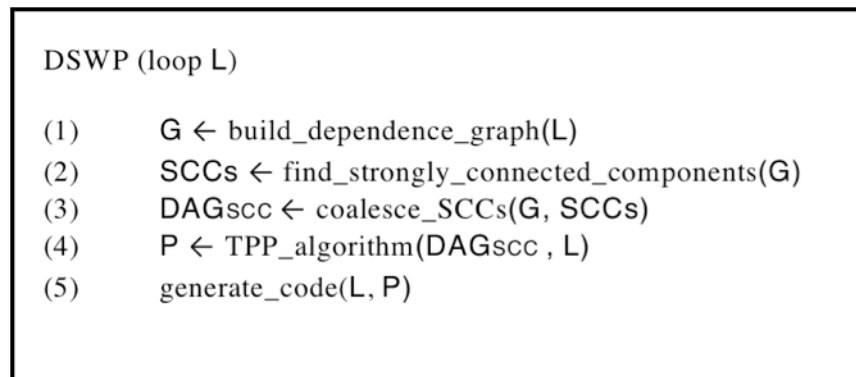 DSWP (loop L)
(1) G ← build_dependence_graph(L)
(2) SCCs ← find_strongly_connected_components(G)
(3) DAGscc ← coalesce_SCCs(G, SCCs)
(4) P ← TPP_algorithm(DAGscc , L)
(5) generate_code(L, P)